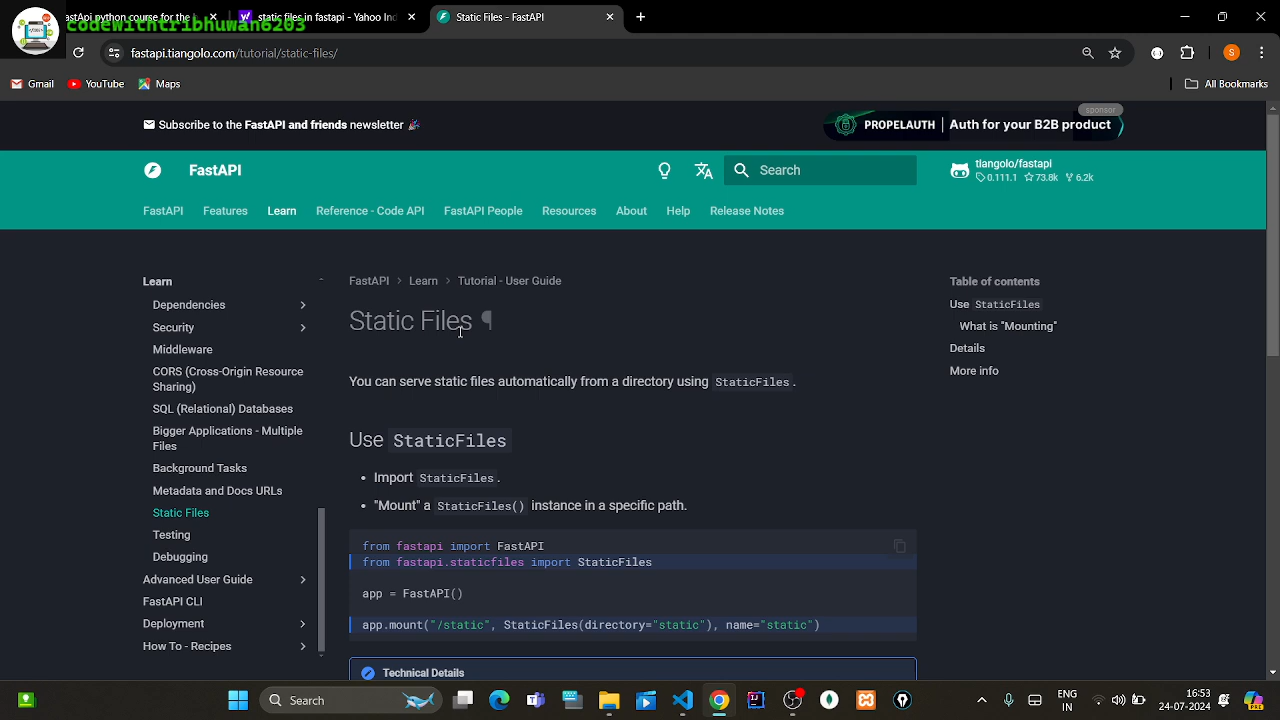 astApi python course for the
static files in fastapi - Yahoo Ind
Static Files - FastAPI
codewithtribhuwan6203
fastapi.tiangolo.com/tutorial/static-files/
S
Gmail
YouTube
Maps
All Bookmarks
Subscribe to the FastAPI and friends newsletter 🎉
sponsor
PROPELAUTH | Auth for your B2B product
FastAPI
Search
tiangolo/fastapi
0.111.1 73.8k 6.2k
FastAPI Features Learn Reference - Code API FastAPI People Resources About Help Release Notes
Learn
Dependencies
Security
Middleware
CORS (Cross-Origin Resource
Sharing)
SQL (Relational) Databases
Bigger Applications - Multiple
Files
Background Tasks
Metadata and Docs URLs
Static Files
Testing
Debugging
Advanced User Guide
FastAPI CLI
Deployment
How To - Recipes
FastAPI > Learn > Tutorial - User Guide
Static Files ¶
You can serve static files automatically from a directory using StaticFiles.
Use StaticFiles
• Import StaticFiles.
• "Mount" a StaticFiles() instance in a specific path.
from fastapi import FastAPI
from fastapi.staticfiles import StaticFiles
app = FastAPI()
app.mount("/static", StaticFiles(directory="static"), name="static")
Technical Details
Table of contents
Use StaticFiles
What is "Mounting"
Details
More info
Search
ENG
IN
16:53
24-07-2024